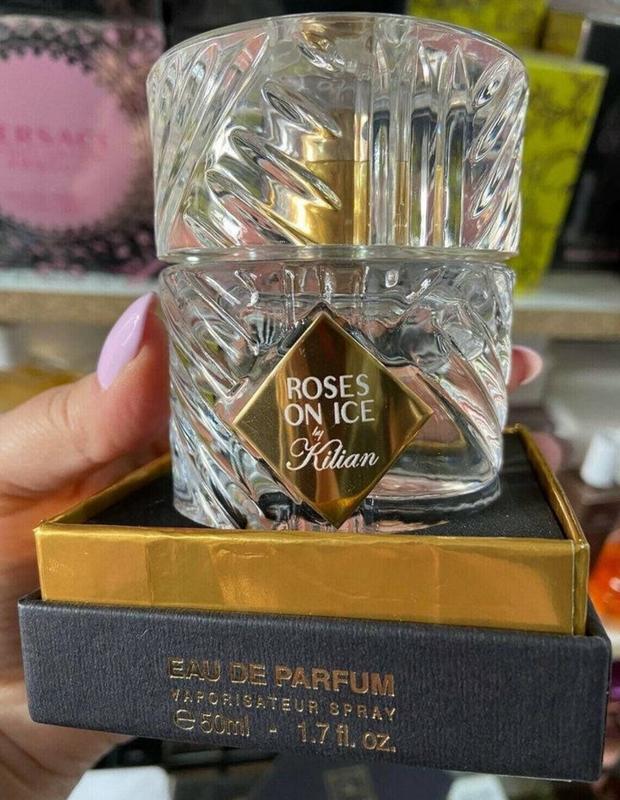 ROSES
ON ICE
by
Kilian
EAU DE PARFUM
VAPORISATEUR SPRAY
℮ 50ml - 1.7 fl. oz.